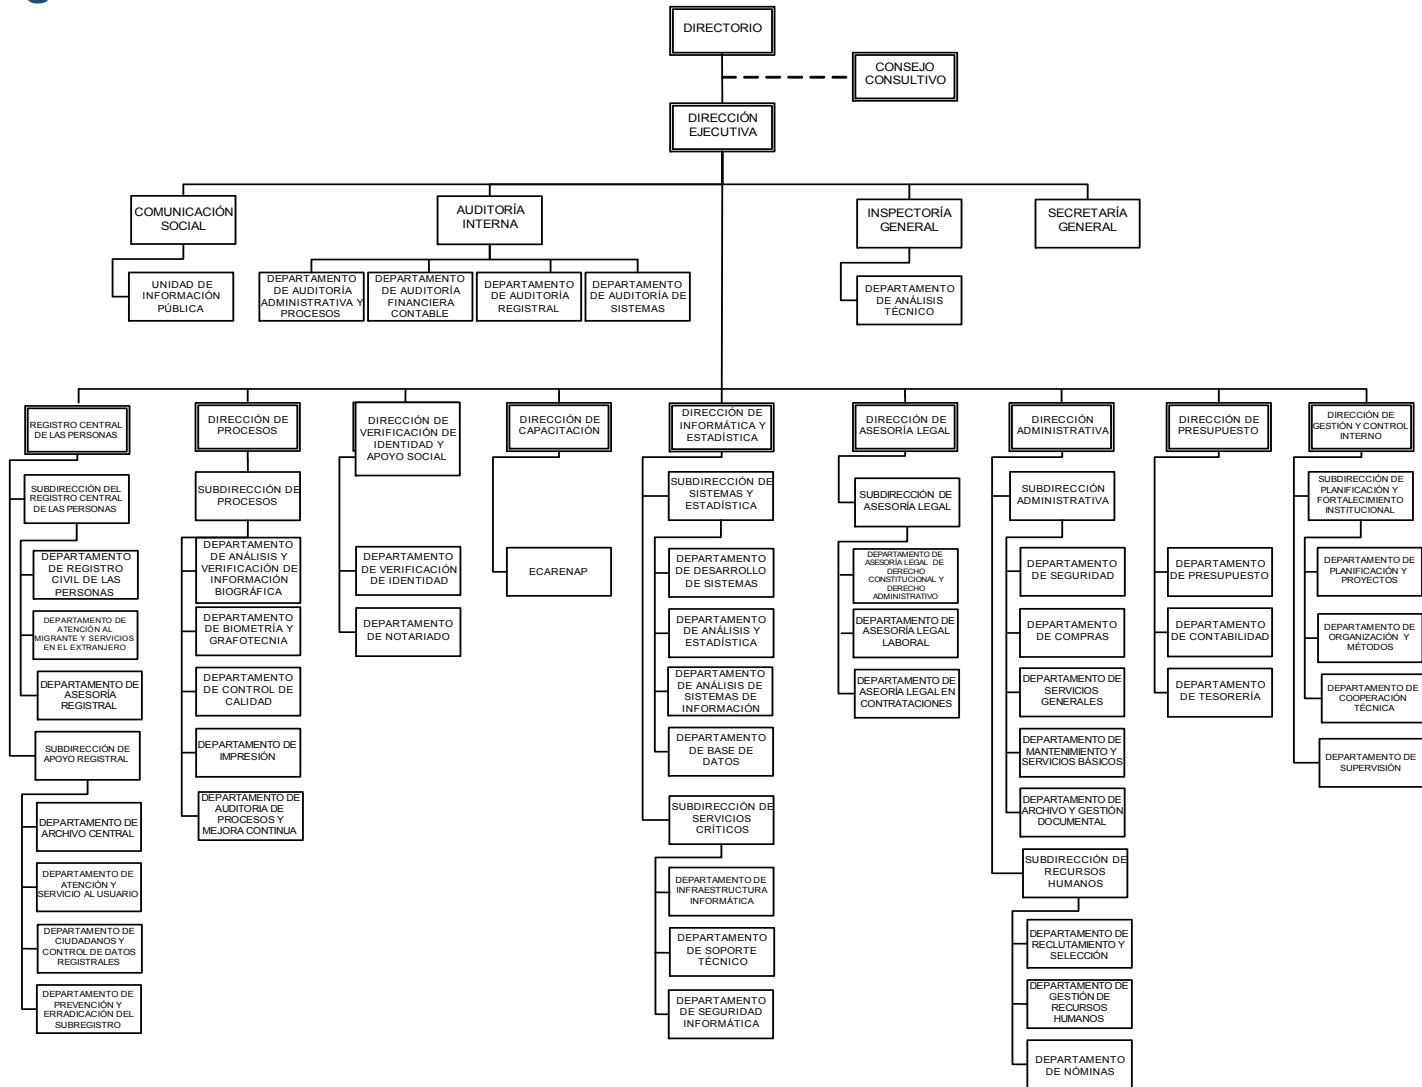 DIRECTORIO
CONSEJO
CONSULTIVO
DIRECCIÓN
EJECUTIVA
COMUNICACIÓN
SOCIAL
AUDITORÍA
INTERNA
INSPECTORÍA
GENERAL
SECRETARÍA
GENERAL
UNIDAD DE
INFORMACIÓN
PÚBLICA
DEPARTAMENTO
DE AUDITORÍA
ADMINISTRATIVA Y
PROCESOS
DEPARTAMENTO
DE AUDITORÍA
FINANCIERA
CONTABLE
DEPARTAMENTO
DE AUDITORÍA
REGISTRAL
DEPARTAMENTO
DE AUDITORÍA DE
SISTEMAS
DEPARTAMENTO
DE ANÁLISIS
TÉCNICO
REGISTRO CENTRAL
DE LAS PERSONAS
SUBDIRECCIÓN DEL
REGISTRO CENTRAL
DE LAS PERSONAS
DEPARTAMENTO
DE REGISTRO
CIVIL DE LAS
PERSONAS
DEPARTAMENTO DE
ATENCIÓN AL
MIGRANTE Y SERVICIOS
EN EL EXTRANJERO
DEPARTAMENTO DE
ASESORÍA
REGISTRAL
SUBDIRECCIÓN DE
APOYO REGISTRAL
DEPARTAMENTO DE
ARCHIVO CENTRAL
DEPARTAMENTO DE
ATENCIÓN Y
SERVICIO AL USUARIO
DEPARTAMENTO DE
CIUDADANOS Y
CONTROL DE DATOS
REGISTRALES
DEPARTAMENTO DE
PREVENCIÓN Y
ERRADICACIÓN DEL
SUBREGISTRO
DIRECCIÓN DE
PROCESOS
SUBDIRECCIÓN DE
PROCESOS
DEPARTAMENTO
DE ANÁLISIS Y
VERIFICACIÓN DE
INFORMACIÓN
BIOGRÁFICA
DEPARTAMENTO
DE BIOMETRÍA Y
GRAFOTECNIA
DEPARTAMENTO
DE CONTROL DE
CALIDAD
DEPARTAMENTO DE
IMPRESIÓN
DEPARTAMENTO DE
AUDITORIA DE
PROCESOS Y
MEJORA CONTINUA
DIRECCIÓN DE
VERIFICACIÓN DE
IDENTIDAD Y
APOYO SOCIAL
DEPARTAMENTO
DE VERIFICACIÓN
DE IDENTIDAD
DEPARTAMENTO
DE NOTARIADO
DIRECCIÓN DE
CAPACITACIÓN
ECARENAP
DIRECCIÓN DE
INFORMÁTICA Y
ESTADÍSTICA
SUBDIRECCIÓN DE
SISTEMAS Y
ESTADÍSTICA
DEPARTAMENTO
DE DESARROLLO
DE SISTEMAS
DEPARTAMENTO
DE ANÁLISIS Y
ESTADÍSTICA
DEPARTAMENTO
DE ANÁLISIS DE
SISTEMAS DE
INFORMACIÓN
DEPARTAMENTO
DE BASE DE
DATOS
SUBDIRECCIÓN DE
SERVICIOS
CRÍTICOS
DEPARTAMENTO DE
INFRAESTRUCTURA
INFORMÁTICA
DEPARTAMENTO
DE SOPORTE
TÉCNICO
DEPARTAMENTO
DE SEGURIDAD
INFORMÁTICA
DIRECCIÓN DE
ASESORÍA LEGAL
SUBDIRECCIÓN DE
ASESORÍA LEGAL
DEPARTAMENTO DE
ASESORÍA LEGAL DE
DERECHO
CONSTITUCIONAL Y
DERECHO
ADMINISTRATIVO
DEPARTAMENTO DE
ASESORÍA LEGAL
LABORAL
DEPARTAMENTO DE
ASEORÍA LEGAL EN
CONTRATACIONES
DIRECCIÓN
ADMINISTRATIVA
SUBDIRECCIÓN
ADMINISTRATIVA
DEPARTAMENTO
DE SEGURIDAD
DEPARTAMENTO
DE COMPRAS
DEPARTAMENTO DE
SERVICIOS
GENERALES
DEPARTAMENTO DE
MANTENIMIENTO Y
SERVICIOS BÁSICOS
DEPARTAMENTO DE
ARCHIVO Y GESTIÓN
DOCUMENTAL
SUBDIRECCIÓN DE
RECURSOS
HUMANOS
DEPARTAMENTO DE
RECLUTAMIENTO Y
SELECCIÓN
DEPARTAMENTO DE
GESTIÓN DE
RECURSOS
HUMANOS
DEPARTAMENTO
DE NÓMINAS
DIRECCIÓN DE
PRESUPUESTO
DEPARTAMENTO
DE PRESUPUESTO
DEPARTAMENTO
DE CONTABILIDAD
DEPARTAMENTO
DE TESORERÍA
DIRECCIÓN DE
GESTIÓN Y CONTROL
INTERNO
SUBDIRECCIÓN DE
PLANIFICACIÓN Y
FORTALECIMIENTO
INSTITUCIONAL
DEPARTAMENTO DE
PLANIFICACIÓN Y
PROYECTOS
DEPARTAMENTO DE
ORGANIZACIÓN Y
MÉTODOS
DEPARTAMENTO DE
COOPERACIÓN
TÉCNICA
DEPARTAMENTO DE
SUPERVISIÓN